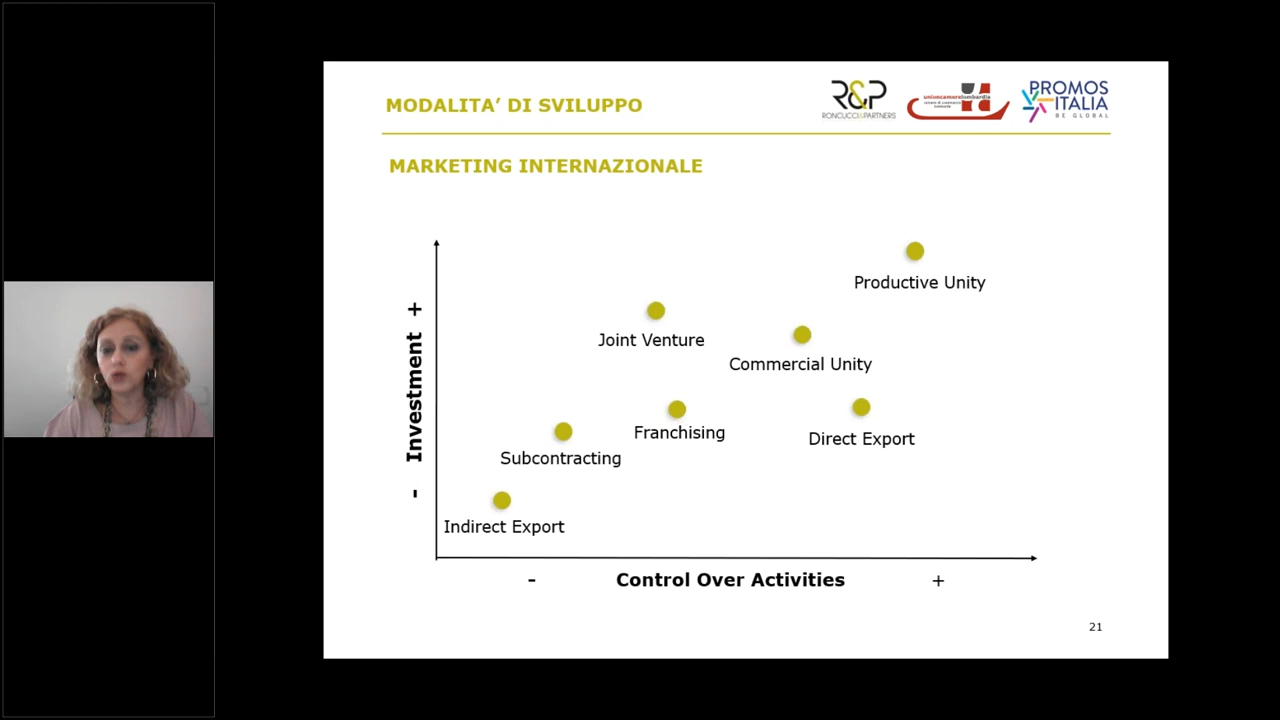 MODALITA’ DI SVILUPPO
R&P
RONCUCCI&PARTNERS
unioncamerelombardia
PROMOS
ITALIA
BE GLOBAL
MARKETING INTERNAZIONALE
Productive Unity
Joint Venture
Commercial Unity
Franchising
Direct Export
Subcontracting
Indirect Export
- Investment +
- Control Over Activities +
21